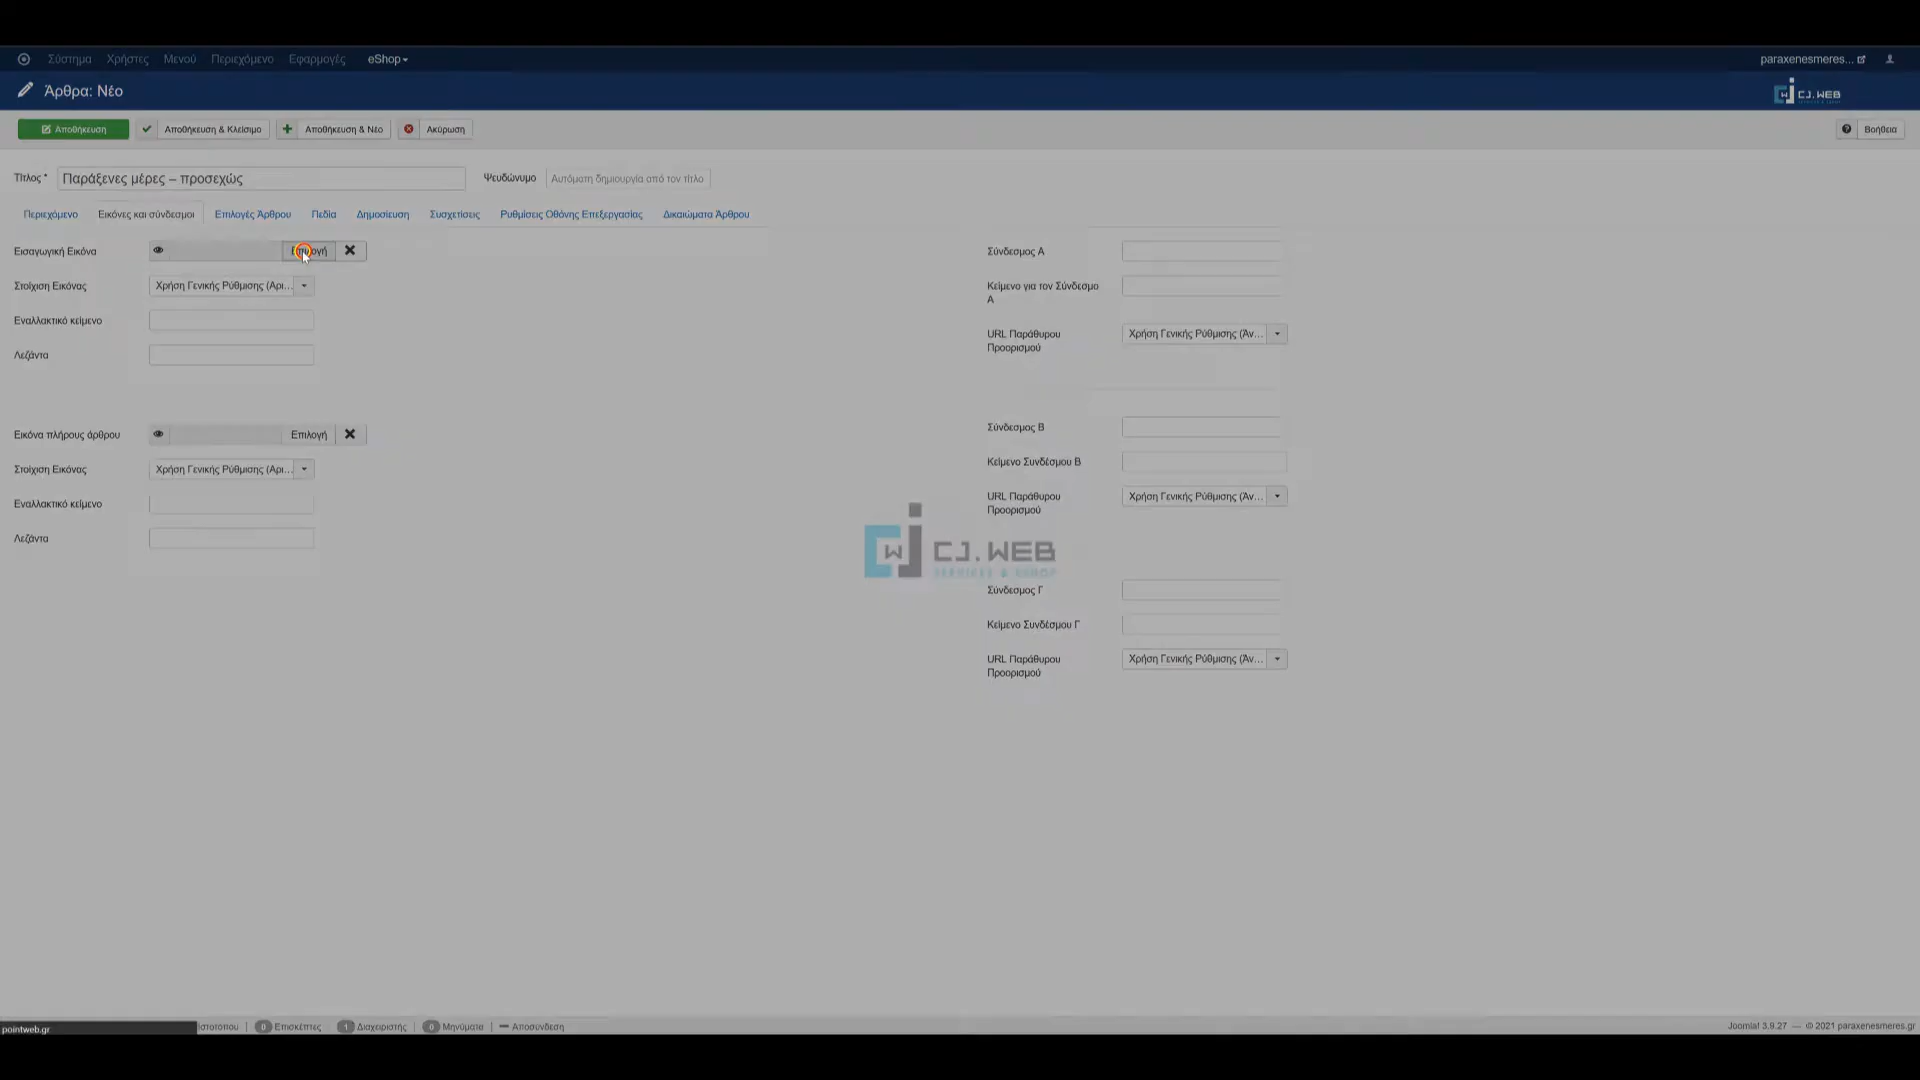 Σύστημα Χρήστες Μενού Περιεχόμενο Εφαρμογές eShop paraxenesmeres...
Άρθρα: Νέο
CJ.WEB
Αποθήκευση Αποθήκευση & Κλείσιμο Αποθήκευση & Νέο Ακύρωση Βοήθεια
Τίτλος * Παράξενες μέρες – προσεχώς Ψευδώνυμο Αυτόματη δημιουργία από τον τίτλο
Περιεχόμενο Εικόνες και σύνδεσμοι Επιλογές Άρθρου Πεδία Δημοσίευση Συσχετίσεις Ρυθμίσεις Οθόνης Επεξεργασίας Δικαιώματα Άρθρου
Εισαγωγική Εικόνα Επιλογή
Στοίχιση Εικόνας Χρήση Γενικής Ρύθμισης (Αρι...
Εναλλακτικό κείμενο
Λεζάντα
Εικόνα πλήρους άρθρου Επιλογή
Στοίχιση Εικόνας Χρήση Γενικής Ρύθμισης (Αρι...
Εναλλακτικό κείμενο
Λεζάντα
Σύνδεσμος Α
Κείμενο για τον Σύνδεσμο
Α
URL Παράθυρου Χρήση Γενικής Ρύθμισης (Άν...
Προορισμού
Σύνδεσμος Β
Κείμενο Συνδέσμου Β
URL Παράθυρου Χρήση Γενικής Ρύθμισης (Άν...
Προορισμού
CJ.WEB
SERVICES & ESHOP
Σύνδεσμος Γ
Κείμενο Συνδέσμου Γ
URL Παράθυρου Χρήση Γενικής Ρύθμισης (Άν...
Προορισμού
pointweb.gr ιστοτόπου 0 Επισκέπτες 1 Διαχειριστής 0 Μηνύματα Αποσύνδεση
Joomla! 3.9.27 — © 2021 paraxenesmeres.gr